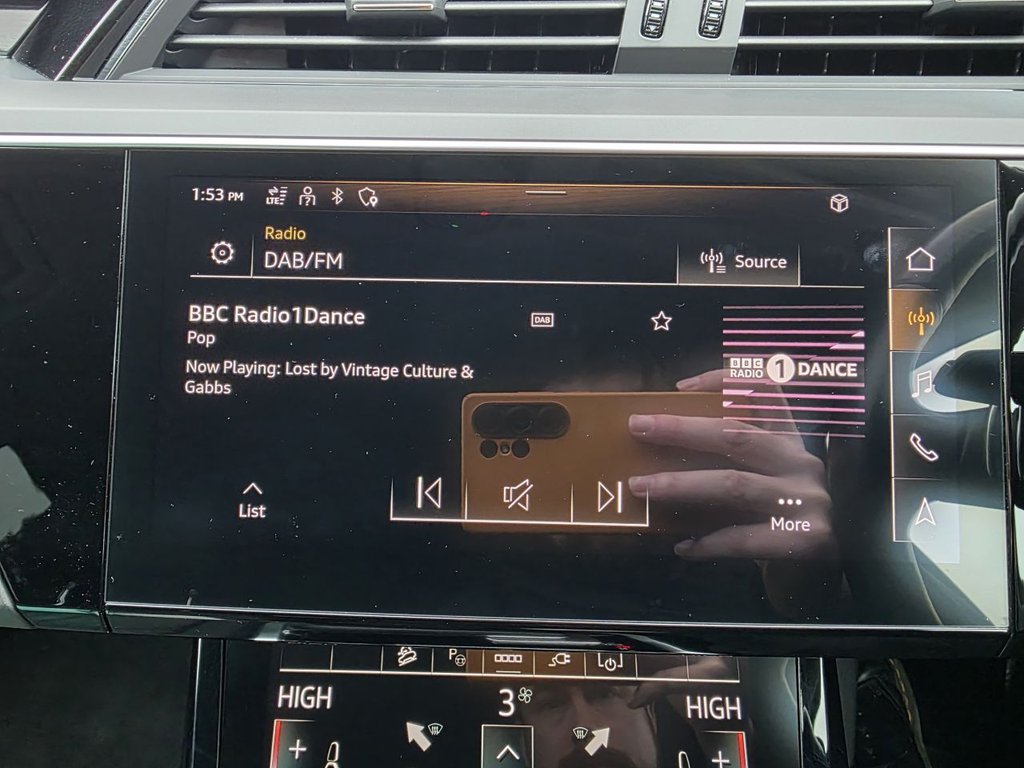 1:53 PM
LTE
Radio
DAB/FM
Source
BBC Radio1Dance
DAB
Pop
Now Playing: Lost by Vintage Culture &
Gabbs
BBC
RADIO 1 DANCE
List
More
P
HIGH
3
HIGH
+
+